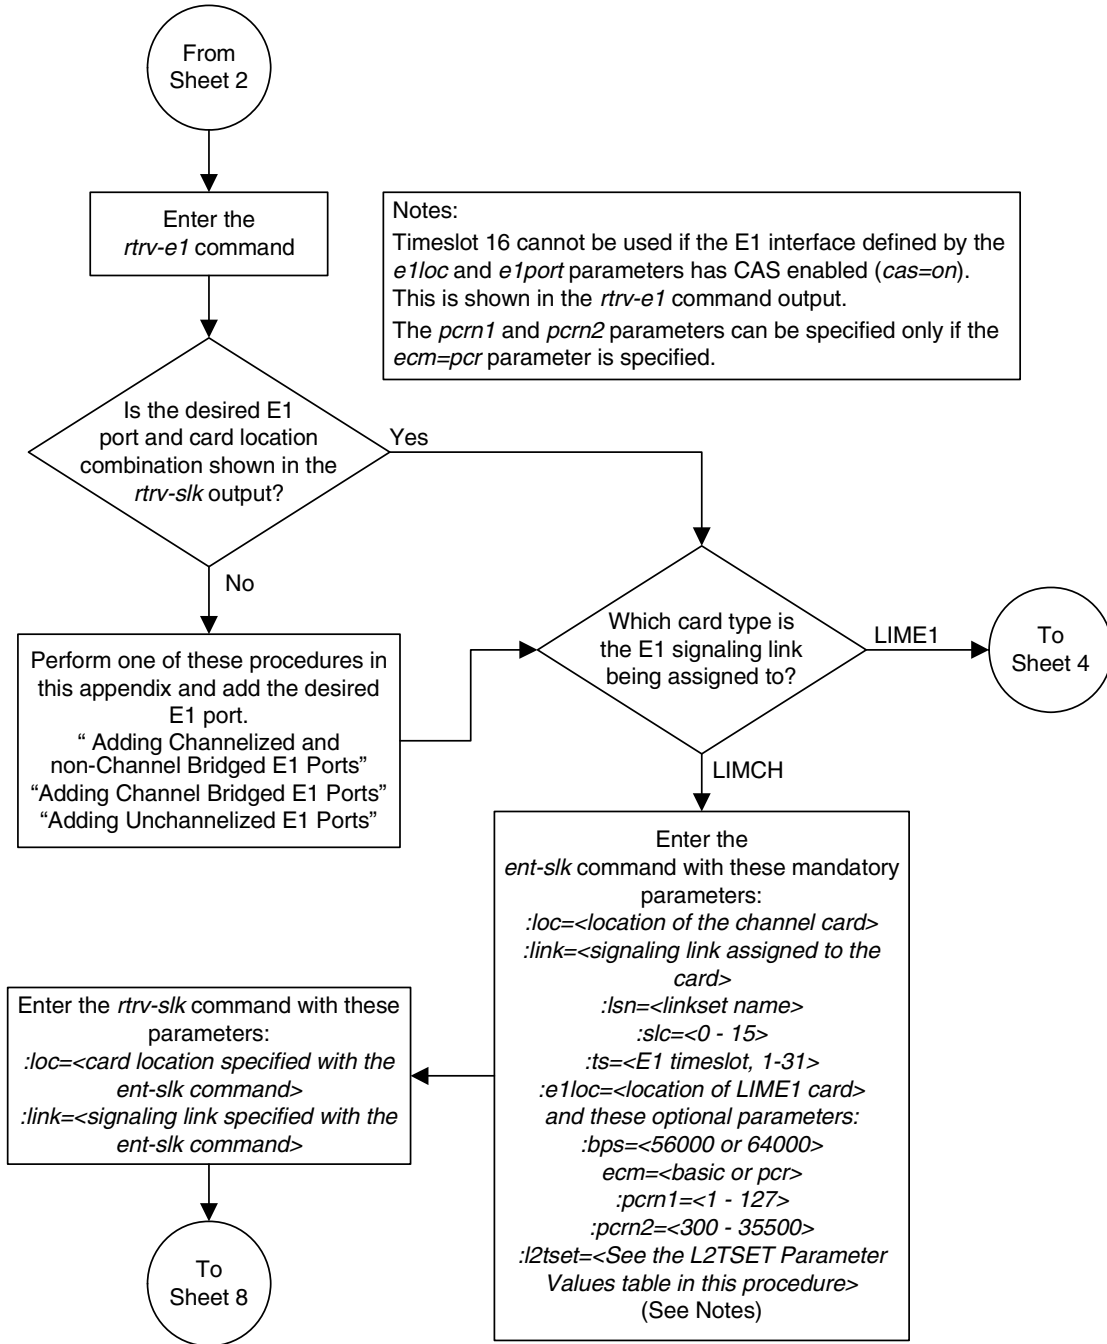 From
Sheet 2
Enter the
rtrv-e1 command
Notes:
Timeslot 16 cannot be used if the E1 interface defined by the
e1loc and e1port parameters has CAS enabled (cas=on).
This is shown in the rtrv-e1 command output.
The pcrn1 and pcrn2 parameters can be specified only if the
ecm=pcr parameter is specified.
Is the desired E1
port and card location
combination shown in the
rtrv-slk output?
Yes
No
Perform one of these procedures in
this appendix and add the desired
E1 port.
“ Adding Channelized and
non-Channel Bridged E1 Ports”
“Adding Channel Bridged E1 Ports”
“Adding Unchannelized E1 Ports”
Which card type is
the E1 signaling link
being assigned to?
LIME1
To
Sheet 4
LIMCH
Enter the
ent-slk command with these mandatory
parameters:
:loc=<location of the channel card>
:link=<signaling link assigned to the
card>
:lsn=<linkset name>
:slc=<0 - 15>
:ts=<E1 timeslot, 1-31>
:e1loc=<location of LIME1 card>
and these optional parameters:
:bps=<56000 or 64000>
ecm=<basic or pcr>
:pcrn1=<1 - 127>
:pcrn2=<300 - 35500>
:l2tset=<See the L2TSET Parameter
Values table in this procedure>
(See Notes)
Enter the rtrv-slk command with these
parameters:
:loc=<card location specified with the
ent-slk command>
:link=<signaling link specified with the
ent-slk command>
To
Sheet 8